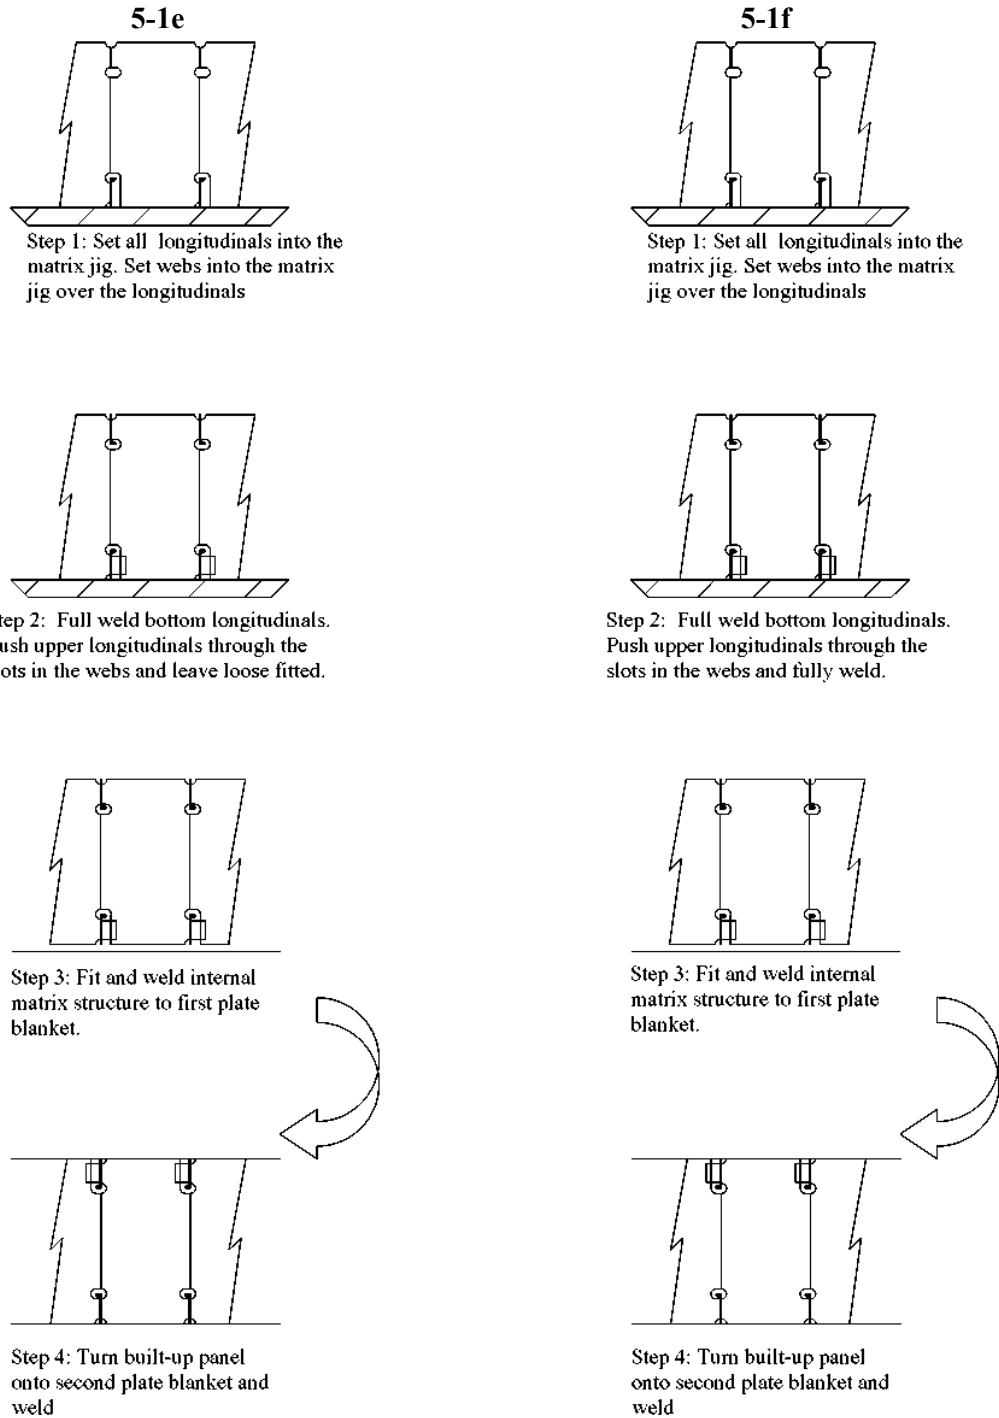 5-1e
Step 1: Set all longitudinals into the
matrix jig. Set webs into the matrix
jig over the longitudinals
tep 2: Full weld bottom longitudinals.
ush upper longitudinals through the
ots in the webs and leave loose fitted.
Step 3: Fit and weld internal
matrix structure to first plate
blanket.
Step 4: Turn built-up panel
onto second plate blanket and
weld
5-1f
Step 1: Set all longitudinals into the
matrix jig. Set webs into the matrix
jig over the longitudinals
Step 2: Full weld bottom longitudinals.
Push upper longitudinals through the
slots in the webs and fully weld.
Step 3: Fit and weld internal
matrix structure to first plate
blanket.
Step 4: Turn built-up panel
onto second plate blanket and
weld